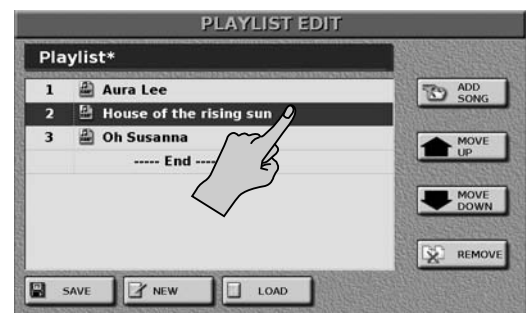 PLAYLIST EDIT
Playlist*
1 Aura Lee
2 House of the rising sun
3 Oh Susanna
----- End -----
ADD
SONG
MOVE
UP
MOVE
DOWN
REMOVE
SAVE
NEW
LOAD